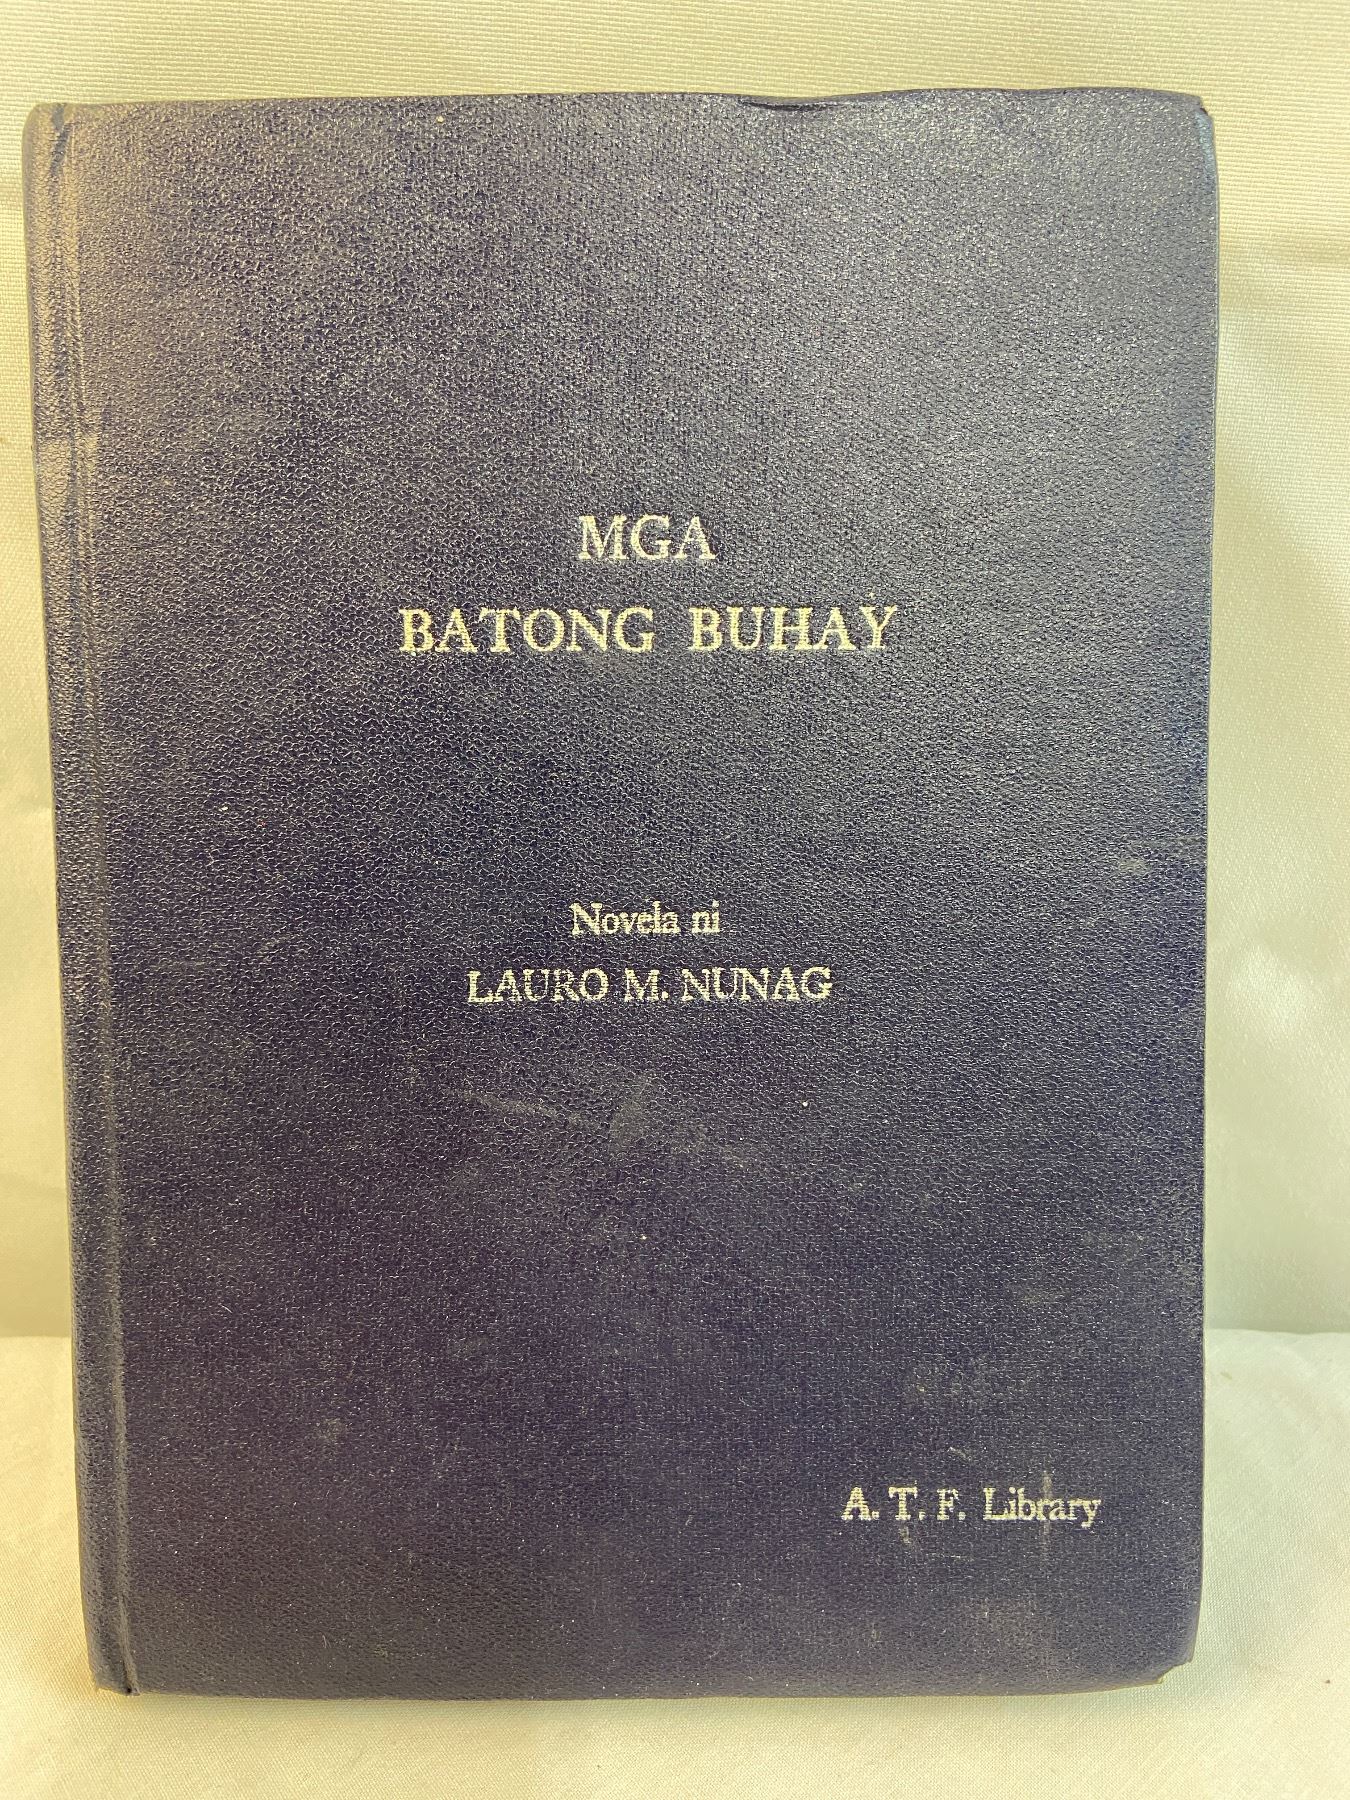 MGA
BATONG BUHAY
Novela ni
LAURO M. NUNAG
A. T. F. Library